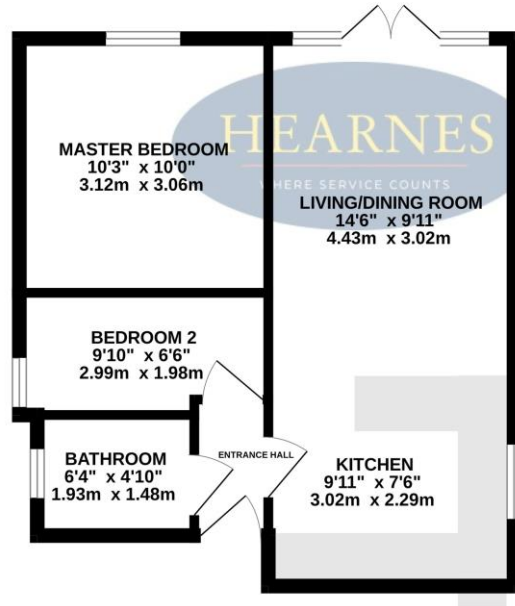 HEARNES
WHERE SERVICE COUNTS
MASTER BEDROOM
10'3" x 10'0"
3.12m x 3.06m
LIVING/DINING ROOM
14'6" x 9'11"
4.43m x 3.02m
BEDROOM 2
9'10" x 6'6"
2.99m x 1.98m
BATHROOM
6'4" x 4'10"
1.93m x 1.48m
ENTRANCE HALL
KITCHEN
9'11" x 7'6"
3.02m x 2.29m